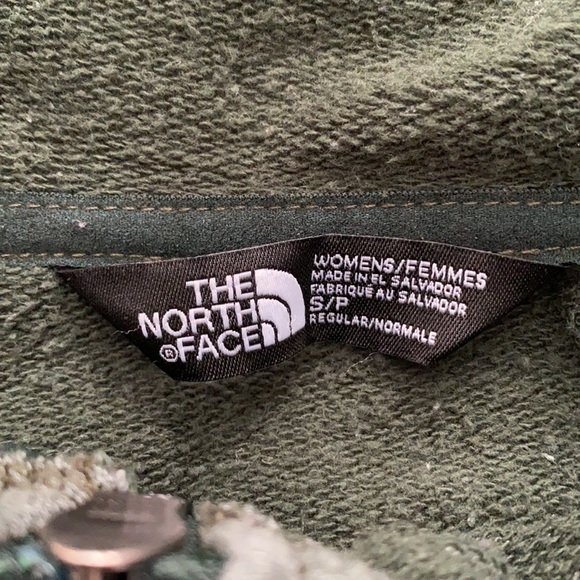 THE
NORTH
® FACE
WOMENS/FEMMES
MADE IN EL SALVADOR
FABRIQUÉ AU SALVADOR
S/P
REGULAR/NORMALE